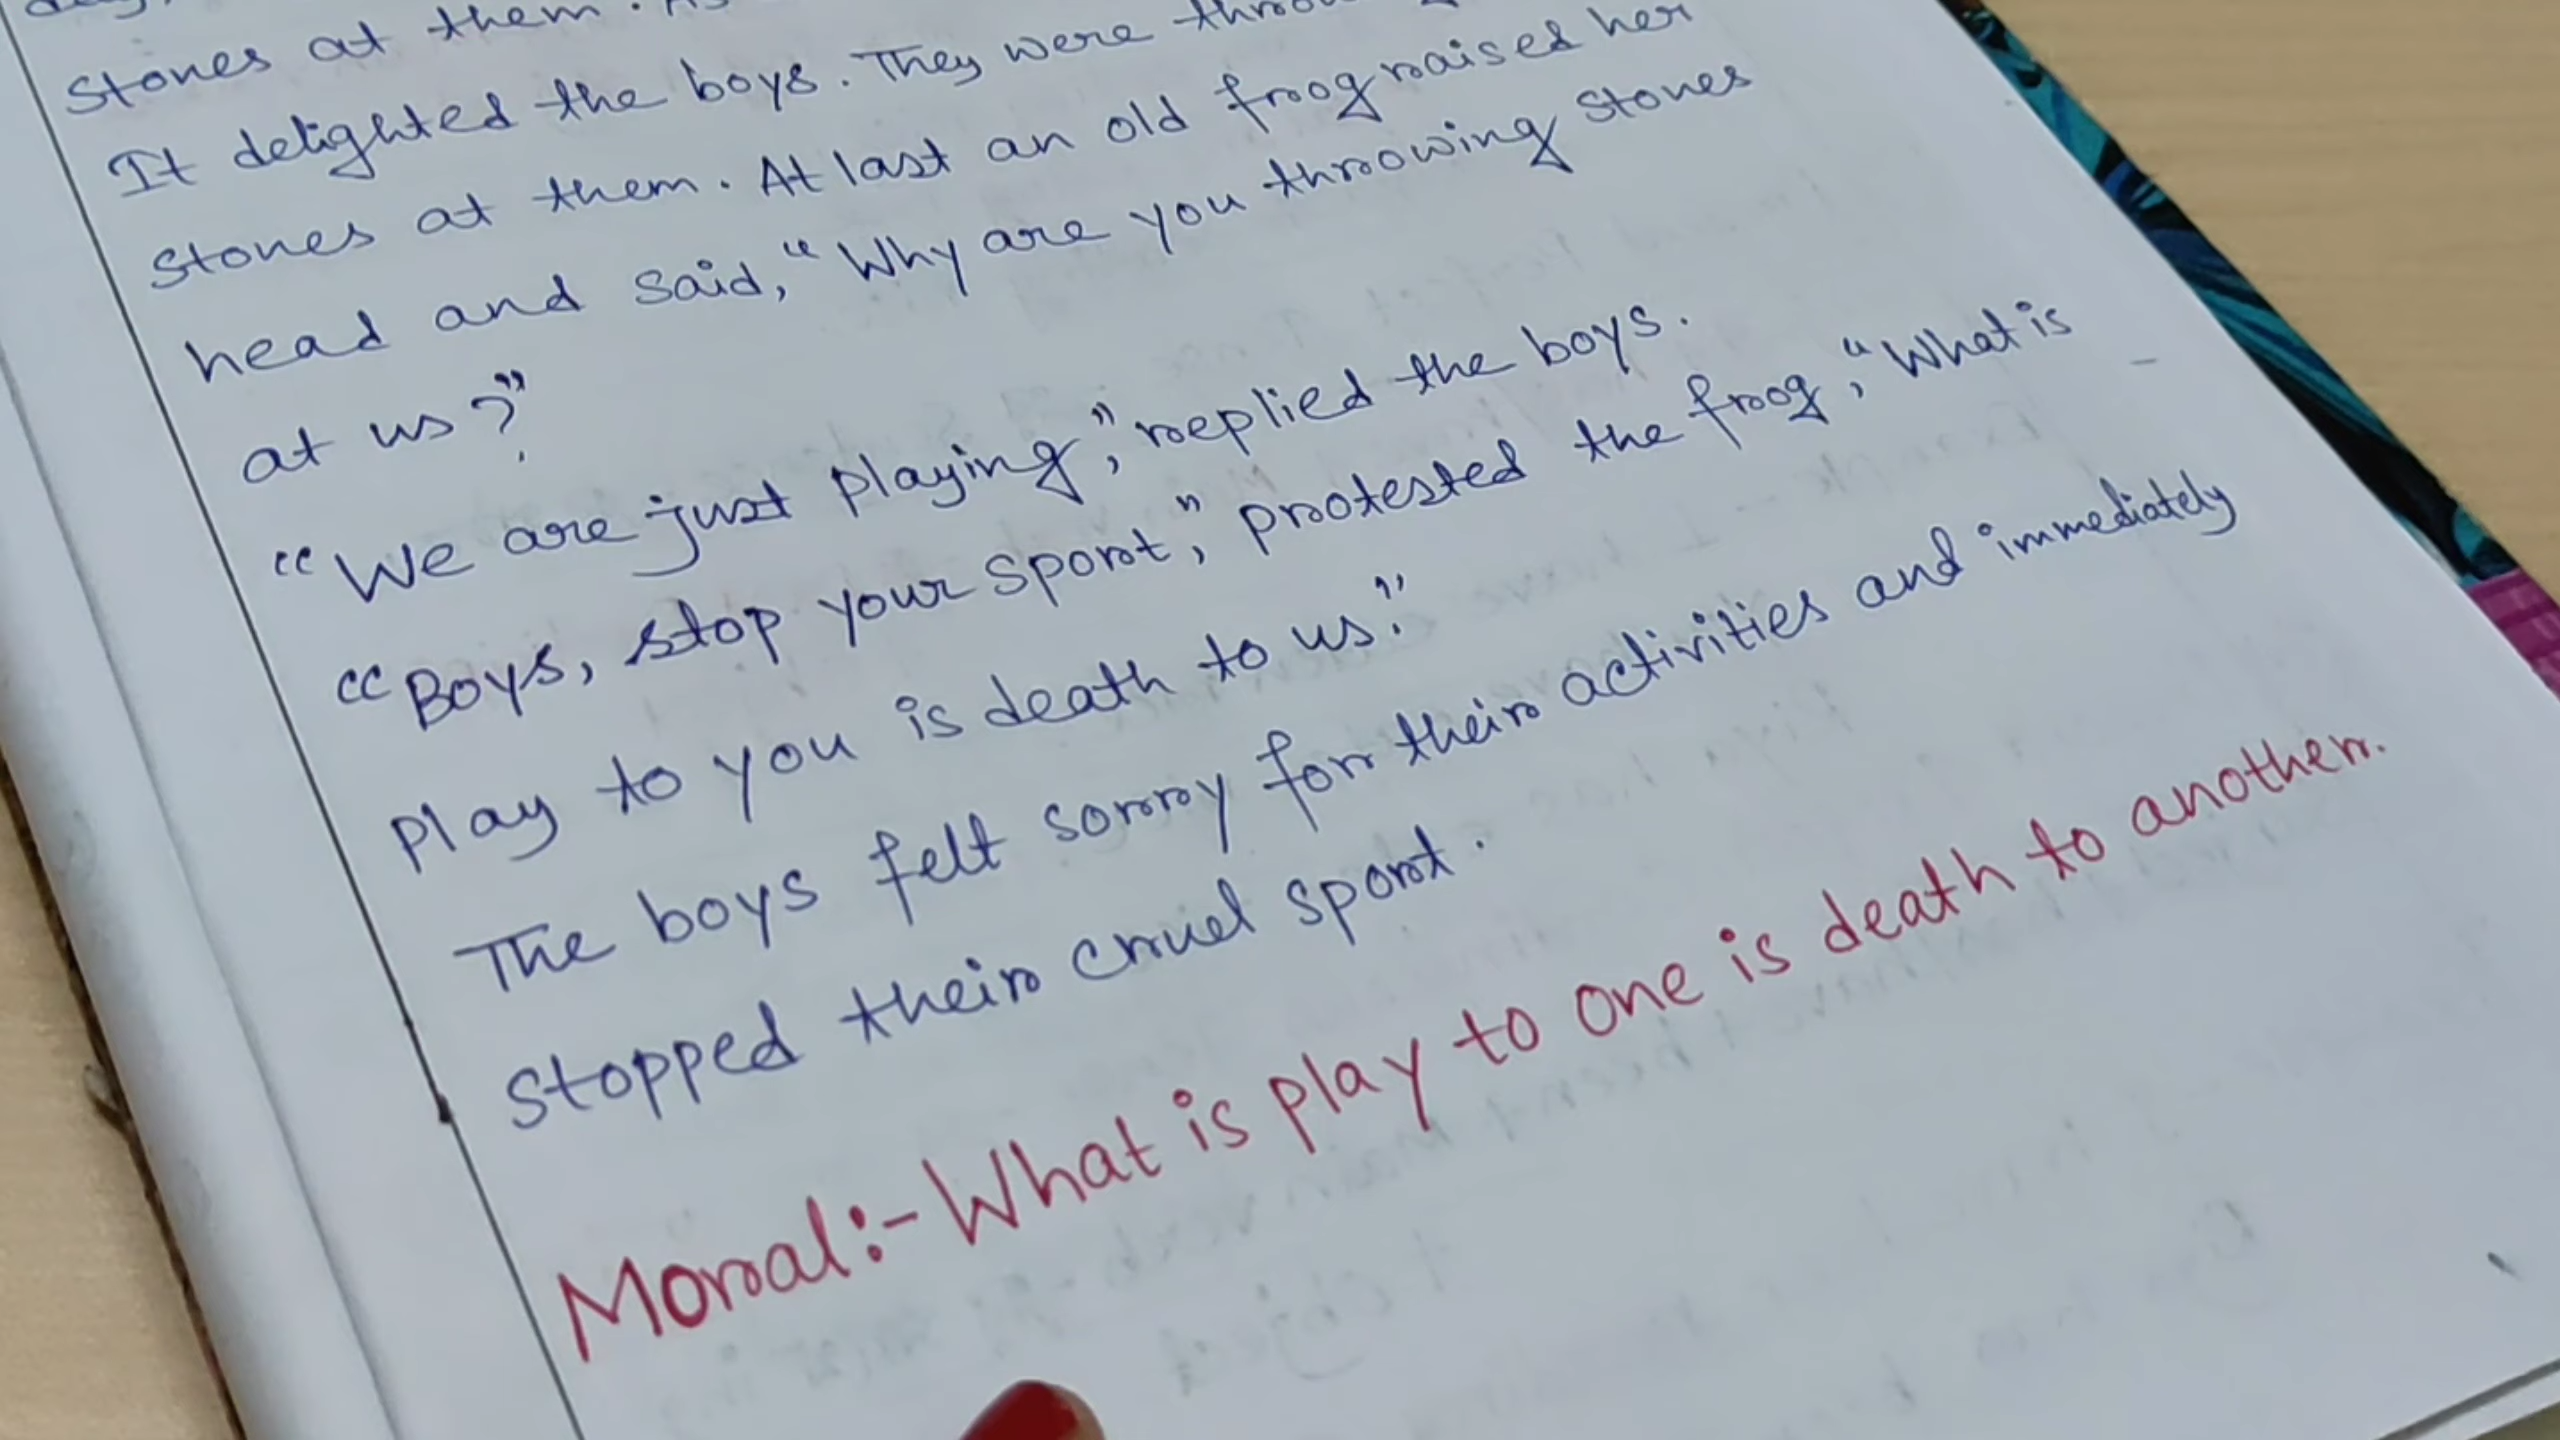 stones at them.
It delighted the boys. They were
stones at them. At last an old frog raised her
head and said, "Why are you throwing stones
at us?"
"We are just playing," replied the boys.
"Boys, stop your sport," protested the frog, "What is
play to you is death to us."
The boys felt sorry for their activities and immediately
stopped their cruel sport.
Moral:- What is play to one is death to another.